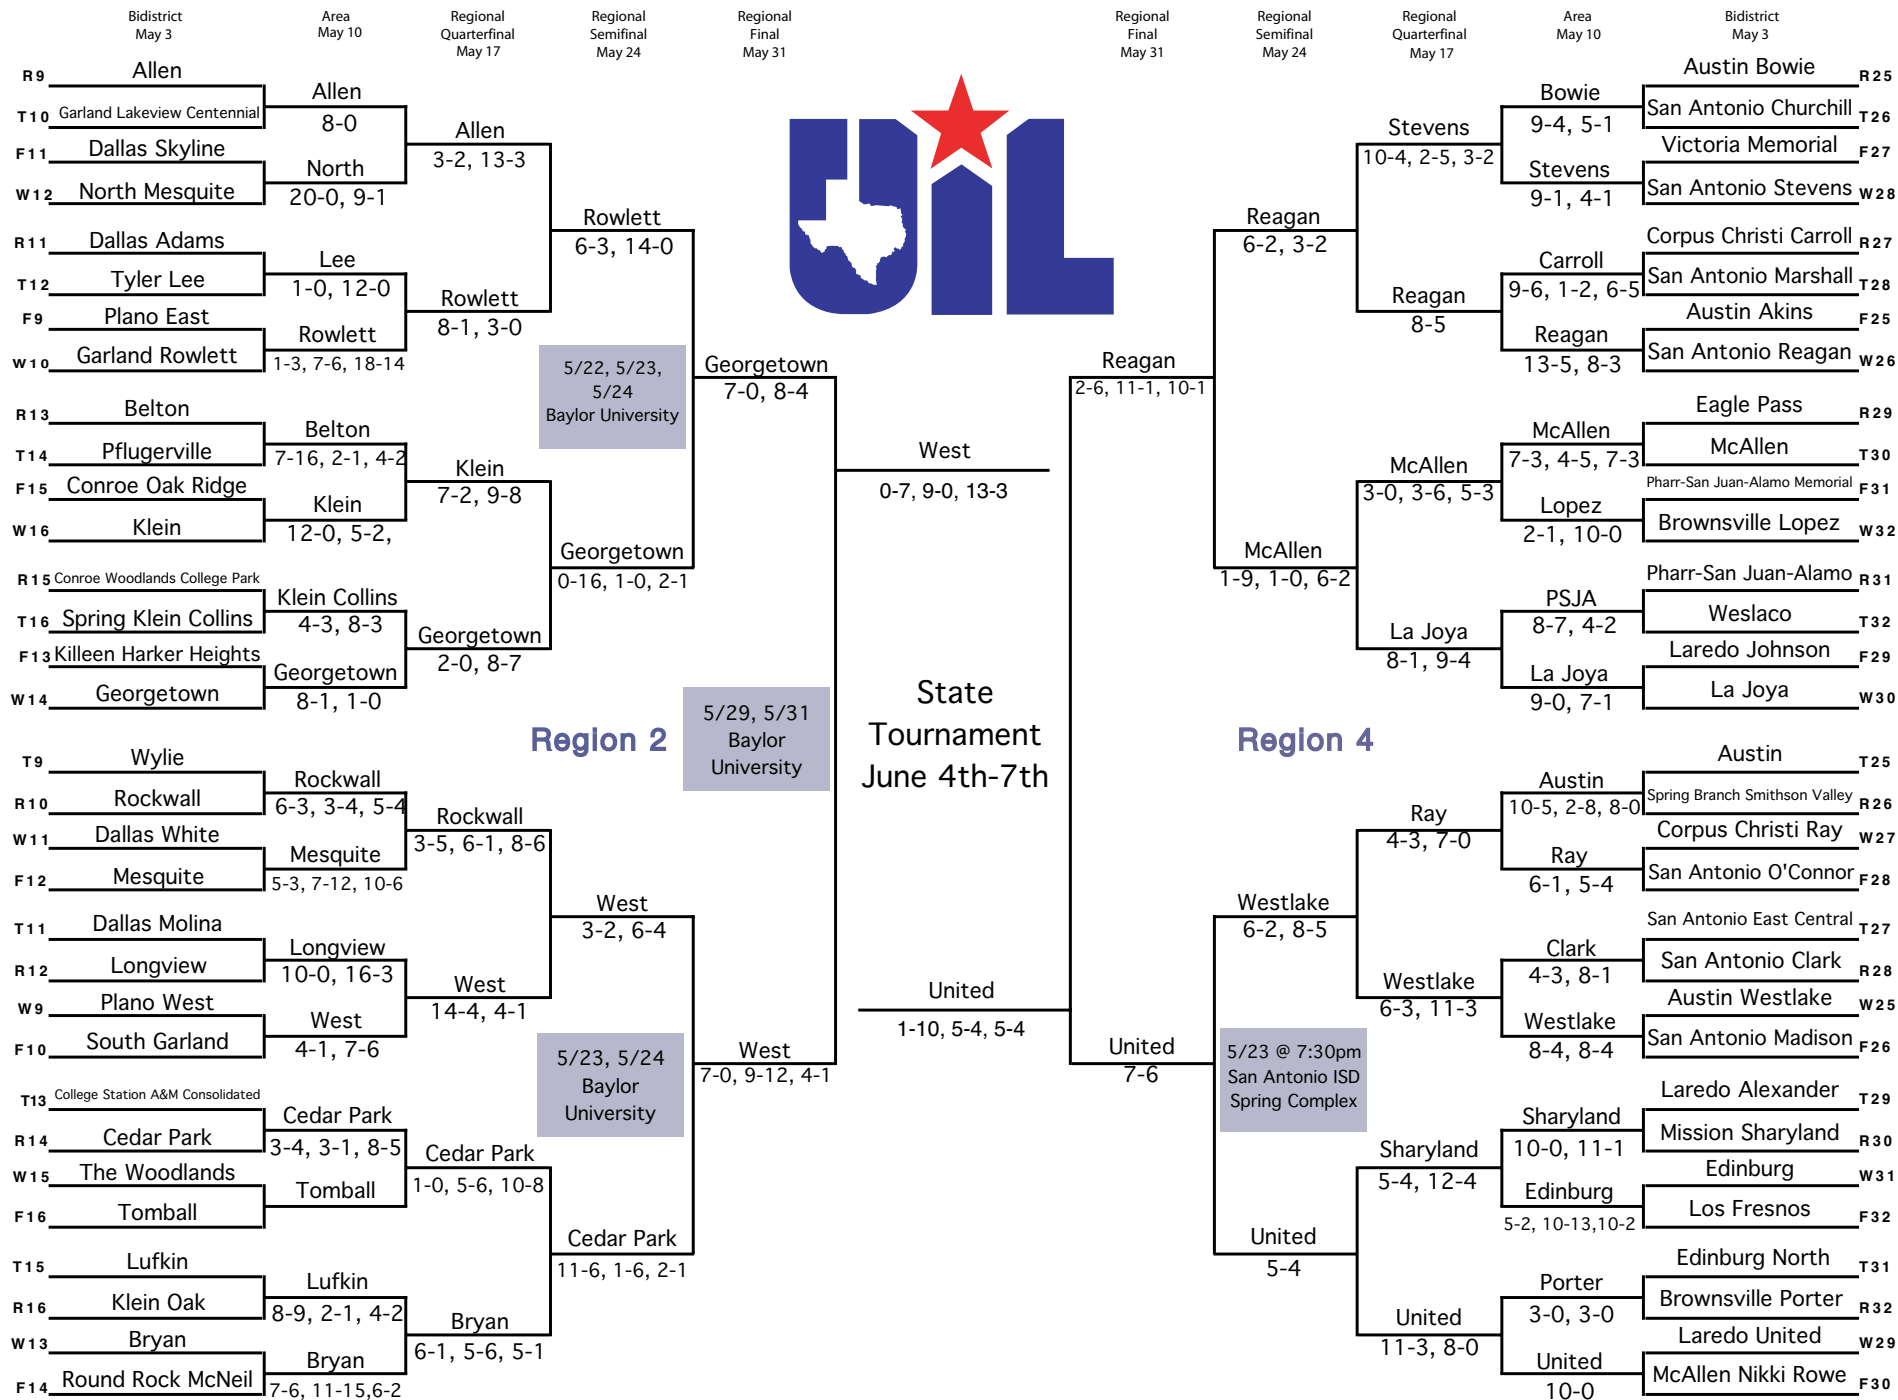 Bidistrict
May 3
Area
May 10
Regional
Quarterfinal
May 17
Regional
Semifinal
May 24
Regional
Final
May 31
Regional
Final
May 31
Regional
Semifinal
May 24
Regional
Quarterfinal
May 17
Area
May 10
Bidistrict
May 3
R9 Allen
T10 Garland Lakeview Centennial
F11 Dallas Skyline
W12 North Mesquite
R11 Dallas Adams
T12 Tyler Lee
F9 Plano East
W10 Garland Rowlett
R13 Belton
T14 Pflugerville
F15 Conroe Oak Ridge
W16 Klein
R15 Conroe Woodlands College Park
T16 Spring Klein Collins
F13 Killeen Harker Heights
W14 Georgetown
T9 Wylie
R10 Rockwall
W11 Dallas White
F12 Mesquite
T11 Dallas Molina
R12 Longview
W9 Plano West
F10 South Garland
T13 College Station A&M Consolidated
R14 Cedar Park
W15 The Woodlands
F16 Tomball
T15 Lufkin
R16 Klein Oak
W13 Bryan
F14 Round Rock McNeil
Allen
8-0
North
20-0, 9-1
Lee
1-0, 12-0
Rowlett
1-3, 7-6, 18-14
Belton
7-16, 2-1, 4-2
Klein
12-0, 5-2,
Klein Collins
4-3, 8-3
Georgetown
8-1, 1-0
Rockwall
6-3, 3-4, 5-4
Mesquite
5-3, 7-12, 10-6
Longview
10-0, 16-3
West
4-1, 7-6
Cedar Park
3-4, 3-1, 8-5
Tomball
Lufkin
8-9, 2-1, 4-2
Bryan
7-6, 11-15,6-2
Allen
3-2, 13-3
Rowlett
8-1, 3-0
Klein
7-2, 9-8
Georgetown
2-0, 8-7
Rockwall
3-5, 6-1, 8-6
West
14-4, 4-1
Cedar Park
1-0, 5-6, 10-8
Bryan
6-1, 5-6, 5-1
Rowlett
6-3, 14-0
5/22, 5/23,
5/24
Baylor University
Georgetown
0-16, 1-0, 2-1
Region 2
West
3-2, 6-4
5/23, 5/24
Baylor
University
Cedar Park
11-6, 1-6, 2-1
Georgetown
7-0, 8-4
5/29, 5/31
Baylor
University
West
7-0, 9-12, 4-1
UIL
West
0-7, 9-0, 13-3
State
Tournament
June 4th-7th
United
1-10, 5-4, 5-4
Reagan
2-6, 11-1, 10-1
United
7-6
Reagan
6-2, 3-2
McAllen
1-9, 1-0, 6-2
Region 4
Westlake
6-2, 8-5
5/23 @ 7:30pm
San Antonio ISD
Spring Complex
United
5-4
Stevens
10-4, 2-5, 3-2
Reagan
8-5
McAllen
3-0, 3-6, 5-3
La Joya
8-1, 9-4
Ray
4-3, 7-0
Westlake
6-3, 11-3
Sharyland
5-4, 12-4
United
11-3, 8-0
Bowie
9-4, 5-1
Stevens
9-1, 4-1
Carroll
9-6, 1-2, 6-5
Reagan
13-5, 8-3
McAllen
7-3, 4-5, 7-3
Lopez
2-1, 10-0
PSJA
8-7, 4-2
La Joya
9-0, 7-1
Austin
10-5, 2-8, 8-0
Ray
6-1, 5-4
Clark
4-3, 8-1
Westlake
8-4, 8-4
Sharyland
10-0, 11-1
Edinburg
5-2, 10-13,10-2
Porter
3-0, 3-0
United
10-0
Austin Bowie R25
San Antonio Churchill T26
Victoria Memorial F27
San Antonio Stevens W28
Corpus Christi Carroll R27
San Antonio Marshall T28
Austin Akins F25
San Antonio Reagan W26
Eagle Pass R29
McAllen T30
Pharr-San Juan-Alamo Memorial F31
Brownsville Lopez W32
Pharr-San Juan-Alamo R31
Weslaco T32
Laredo Johnson F29
La Joya W30
Austin T25
Spring Branch Smithson Valley R26
Corpus Christi Ray W27
San Antonio O'Connor F28
San Antonio East Central T27
San Antonio Clark R28
Austin Westlake W25
San Antonio Madison F26
Laredo Alexander T29
Mission Sharyland R30
Edinburg W31
Los Fresnos F32
Edinburg North T31
Brownsville Porter R32
Laredo United W29
McAllen Nikki Rowe F30